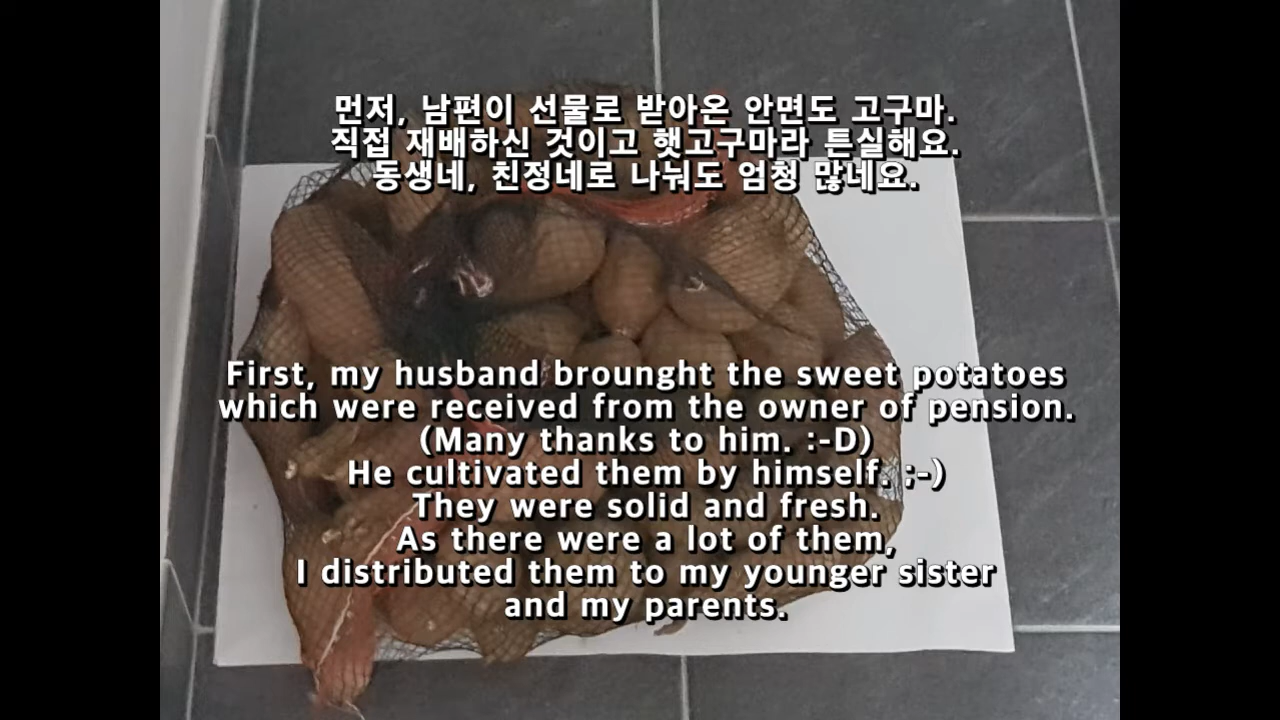 먼저, 남편이 선물로 받아온 안면도 고구마.
직접 재배하신 것이고 햇고구마라 튼실해요.
동생네, 친정네로 나눠도 엄청 많네요.
First, my husband brounght the sweet potatoes
which were received from the owner of pension.
(Many thanks to him. :-D)
He cultivated them by himself. ;-)
They were solid and fresh.
As there were a lot of them,
I distributed them to my younger sister
and my parents.